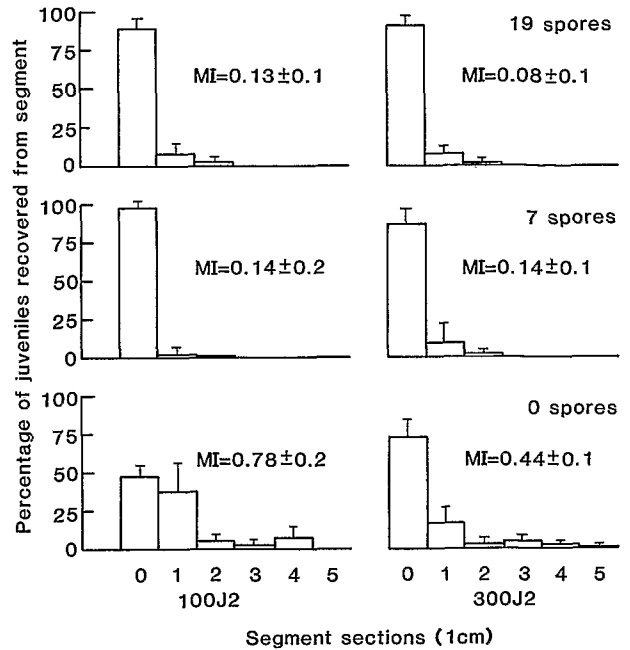 Percentage of juveniles recovered from segment
100
75
50
25
0
MI=0.13±0.1
19 spores
MI=0.08±0.1
100
75
50
25
0
MI=0.14±0.2
7 spores
MI=0.14±0.1
100
75
50
25
0
MI=0.78±0.2
0 spores
MI=0.44±0.1
0 1 2 3 4 5
0 1 2 3 4 5
100J2
300J2
Segment sections (1cm)